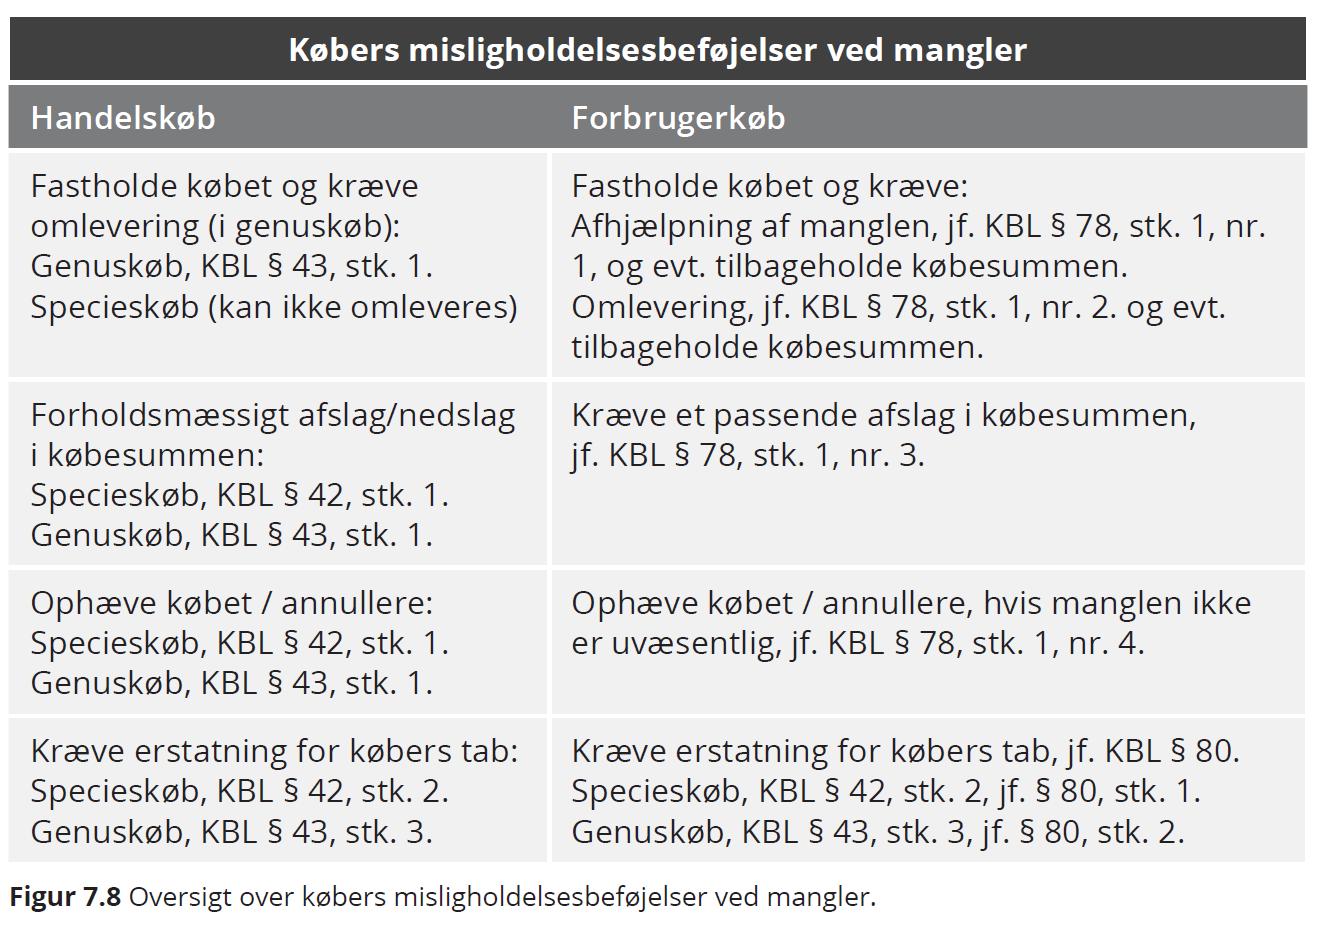 Købers misligholdelsesbeføjelser ved mangler
Handelskøb
Forbrugerkøb
Fastholde købet og kræve
omlevering (i genuskøb):
Genuskøb, KBL § 43, stk. 1.
Specieskøb (kan ikke omleveres)
Fastholde købet og kræve:
Afhjælpning af manglen, jf. KBL § 78, stk. 1, nr.
1, og evt. tilbageholde købesummen.
Omlevering, jf. KBL § 78, stk. 1, nr. 2. og evt.
tilbageholde købesummen.
Forholdsmæssigt afslag/nedslag
i købesummen:
Specieskøb, KBL § 42, stk. 1.
Genuskøb, KBL § 43, stk. 1.
Kræve et passende afslag i købesummen,
jf. KBL § 78, stk. 1, nr. 3.
Ophæve købet / annullere:
Specieskøb, KBL § 42, stk. 1.
Genuskøb, KBL § 43, stk. 1.
Ophæve købet / annullere, hvis manglen ikke
er uvæsentlig, jf. KBL § 78, stk. 1, nr. 4.
Kræve erstatning for købers tab:
Specieskøb, KBL § 42, stk. 2.
Genuskøb, KBL § 43, stk. 3.
Kræve erstatning for købers tab, jf. KBL § 80.
Specieskøb, KBL § 42, stk. 2, jf. § 80, stk. 1.
Genuskøb, KBL § 43, stk. 3, jf. § 80, stk. 2.
Figur 7.8 Oversigt over købers misligholdelsesbeføjelser ved mangler.